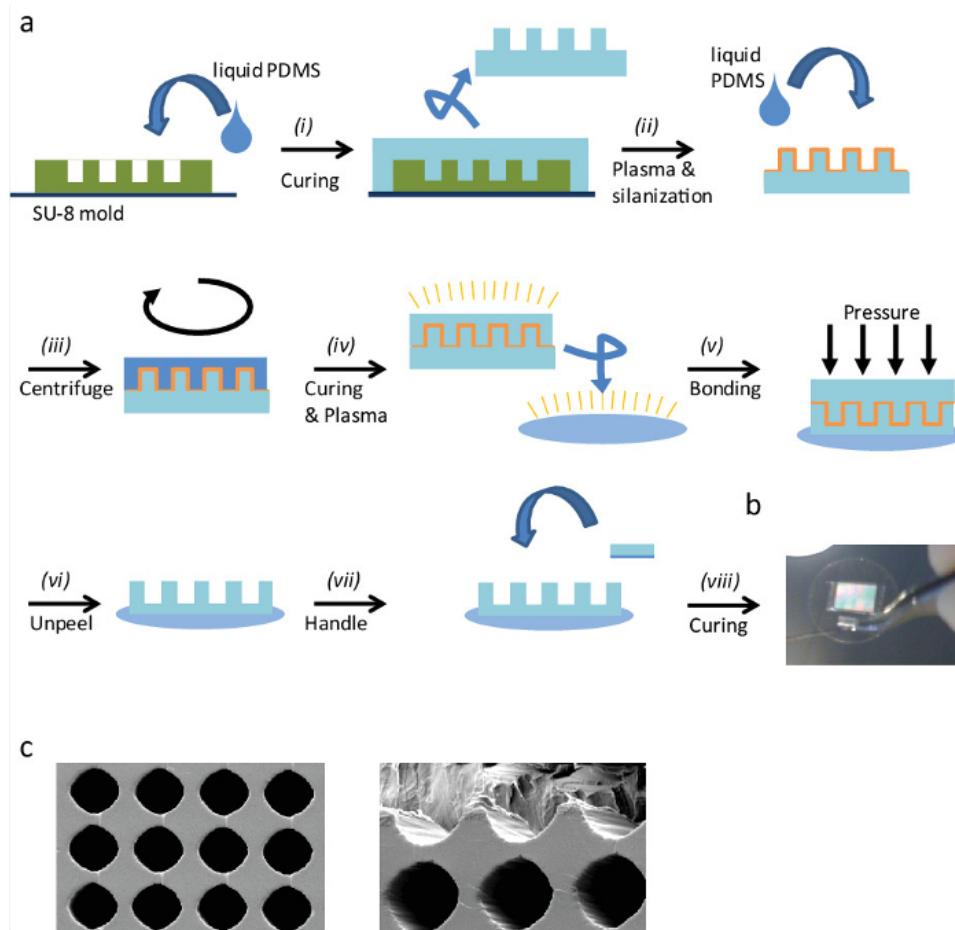 a
liquid PDMS
(i)
Curing
SU-8 mold
(ii)
Plasma &
silanization
liquid
PDMS
(iii)
Centrifuge
(iv)
Curing
& Plasma
(v)
Bonding
Pressure
(vi)
Unpeel
(vii)
Handle
(viii)
Curing
b
c